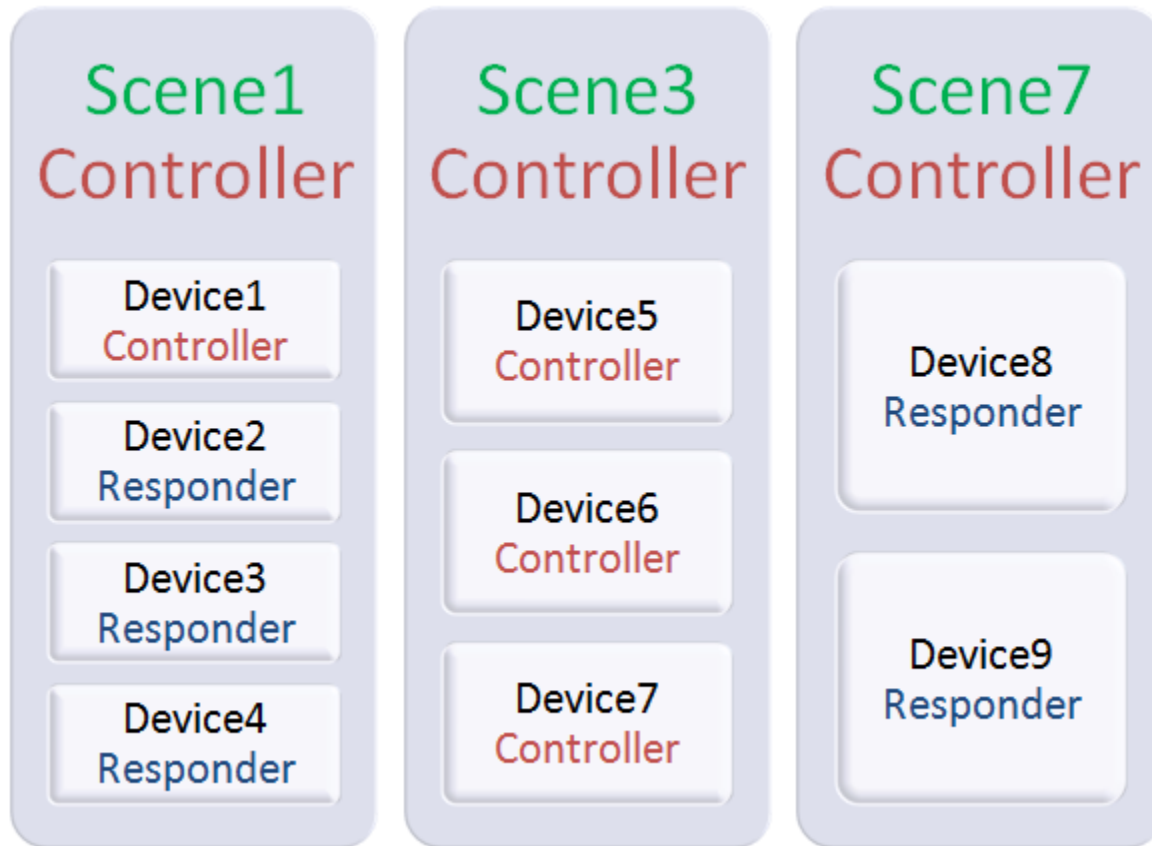 Scene1
Controller
Device1
Controller
Device2
Responder
Device3
Responder
Device4
Responder
Scene3
Controller
Device5
Controller
Device6
Controller
Device7
Controller
Scene7
Controller
Device8
Responder
Device9
Responder